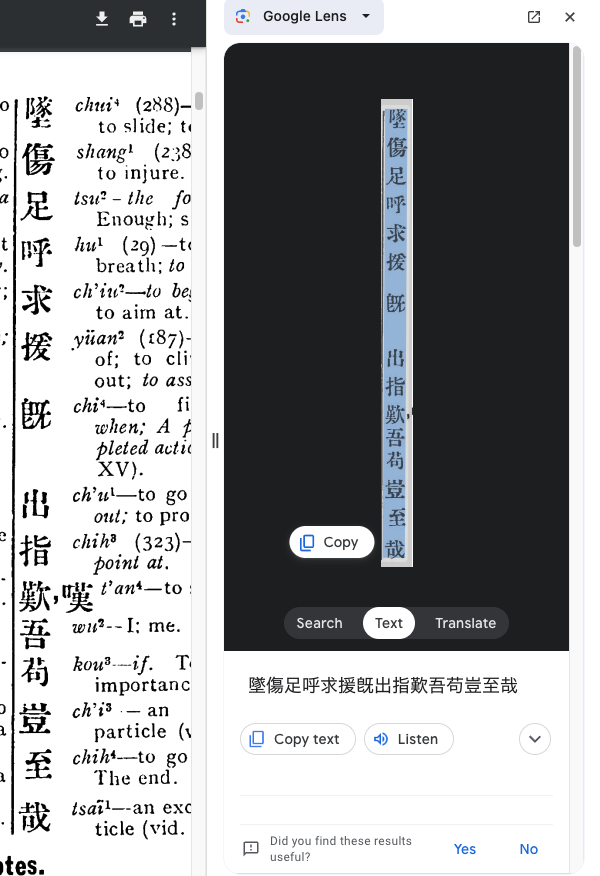 墜 chui⁴ (288)—
to slide; to
傷 shang¹ (238
to injure.
足 tsu²–the fo
Enough; s
呼 hu¹ (29)—to
breath; to
求 ch'iu²—to beg
to aim at.
援 yüan² (187)-
of; to cli
out; to ass
既 chi⁴—to fi
when; A p
pleted actio
XV).
出 ch'u¹—to go
out; to pro
指 chih³ (323)—
point at.
歎,嘆 t'an⁴—to
吾 wu²--I; me.
苟 kou³—if. T
importanc
豈 ch'i³—an
particle (v
至 chih⁴—to go
The end.
哉 tsai¹—an exc
ticle (vid.
otes.
Google Lens
墜
傷
足
呼
求
援
既
出
指
歎,
吾
苟
豈
至
哉
Copy
Search Text Translate
墜傷足呼求援旣出指歎吾苟豈至哉
Copy text Listen
Did you find these results
useful?
Yes No